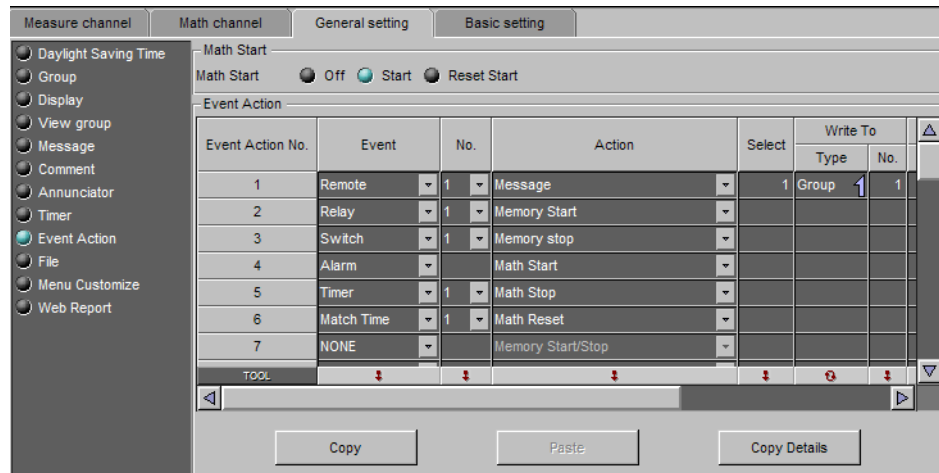 Measure channel Math channel General setting Basic setting
Daylight Saving Time
Group
Display
View group
Message
Comment
Annunciator
Timer
Event Action
File
Menu Customize
Web Report
Math Start
Math Start Off Start Reset Start
Event Action
Event Action No. Event No. Action Select Write To
Type No.
1 Remote 1 Message 1 Group 1
2 Relay 1 Memory Start
3 Switch 1 Memory stop
4 Alarm Math Start
5 Timer 1 Math Stop
6 Match Time 1 Math Reset
7 NONE Memory Start/Stop
TOOL
Copy Paste Copy Details